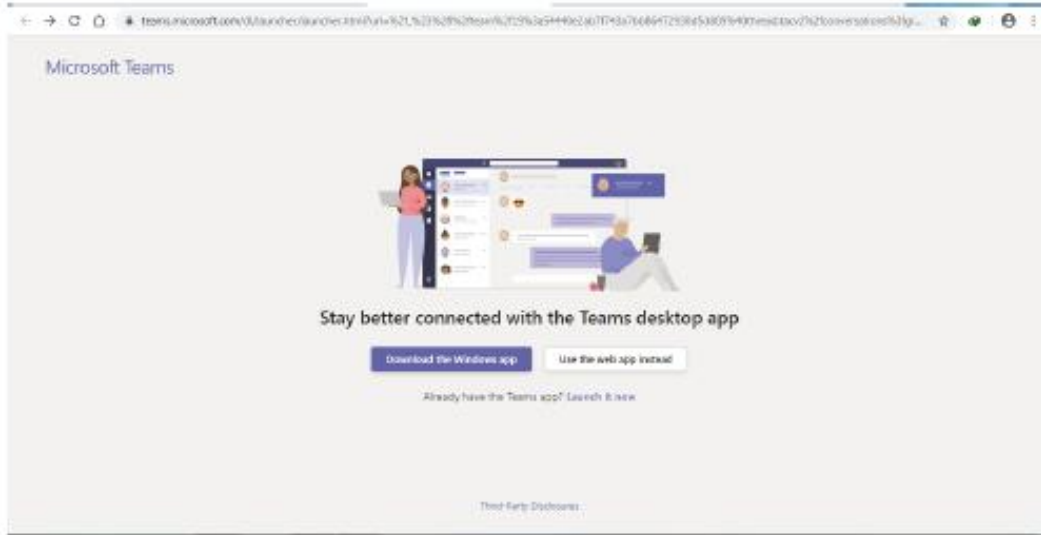 Microsoft Teams
Stay better connected with the Teams desktop app
Download the Windows app
Use the web app instead
Already have the Teams app? Launch it now
Third-Party Disclosures